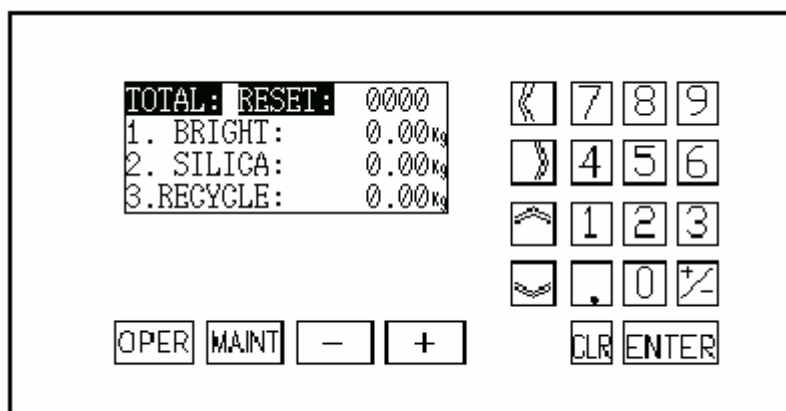 TOTAL: RESET: 0000
1. BRIGHT: 0.00Kg
2. SILICA: 0.00Kg
3.RECYCLE: 0.00Kg
7 8 9
4 5 6
1 2 3
. 0 +/-
OPER MAINT - + CLR ENTER